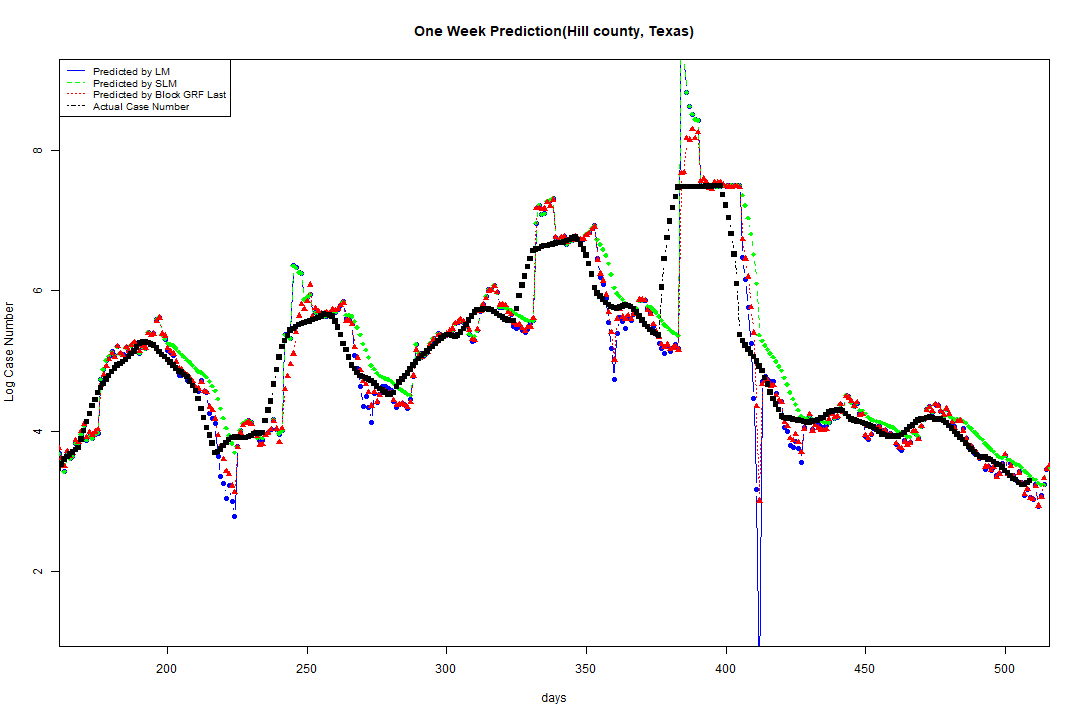 One Week Prediction(Hill county, Texas)
Predicted by LM
Predicted by SLM
Predicted by Block GRF Last
Actual Case Number
8
6
4
2
Log Case Number
200 250 300 350 400 450 500
days